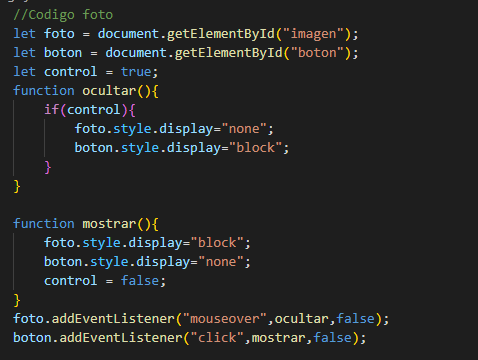 //Codigo foto
let foto = document.getElementById("imagen");
let boton = document.getElementById("boton");
let control = true;
function ocultar(){
    if(control){
        foto.style.display="none";
        boton.style.display="block";
    }
}

function mostrar(){
    foto.style.display="block";
    boton.style.display="none";
    control = false;
}
foto.addEventListener("mouseover",ocultar,false);
boton.addEventListener("click",mostrar,false);